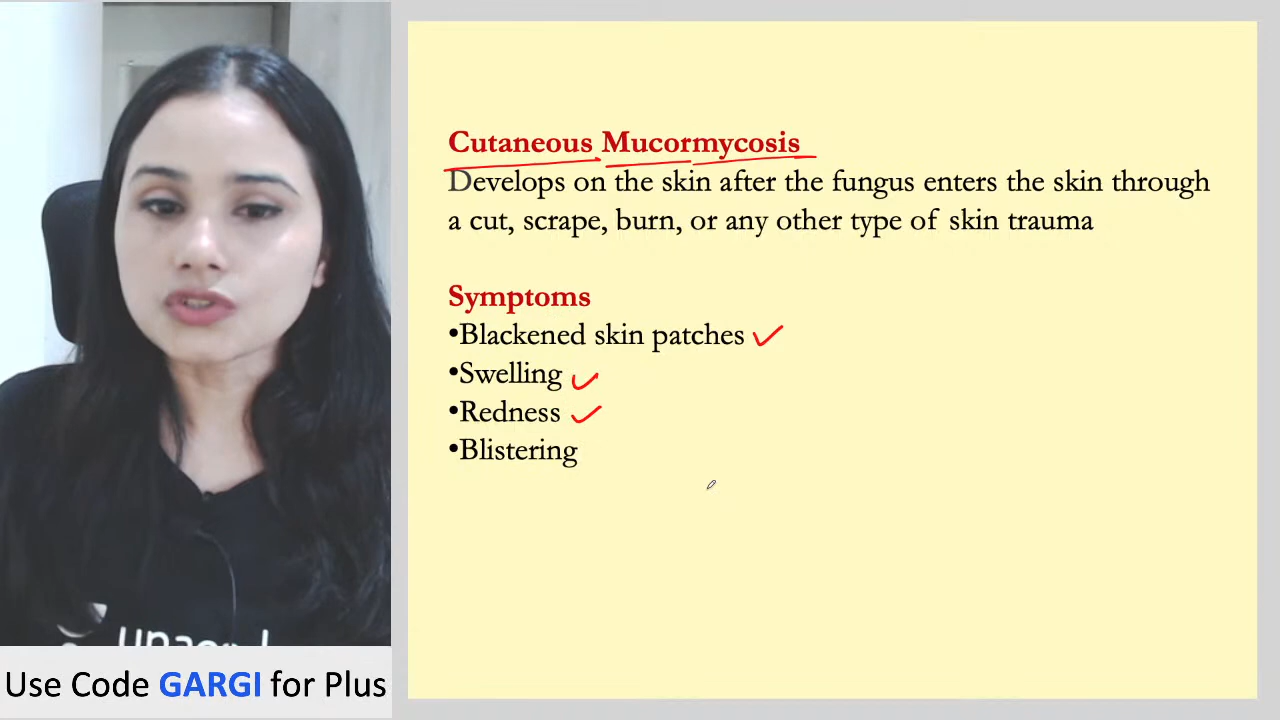 Cutaneous Mucormycosis
Develops on the skin after the fungus enters the skin through
a cut, scrape, burn, or any other type of skin trauma
Symptoms
•Blackened skin patches
•Swelling
•Redness
•Blistering
Use Code GARGI for Plus